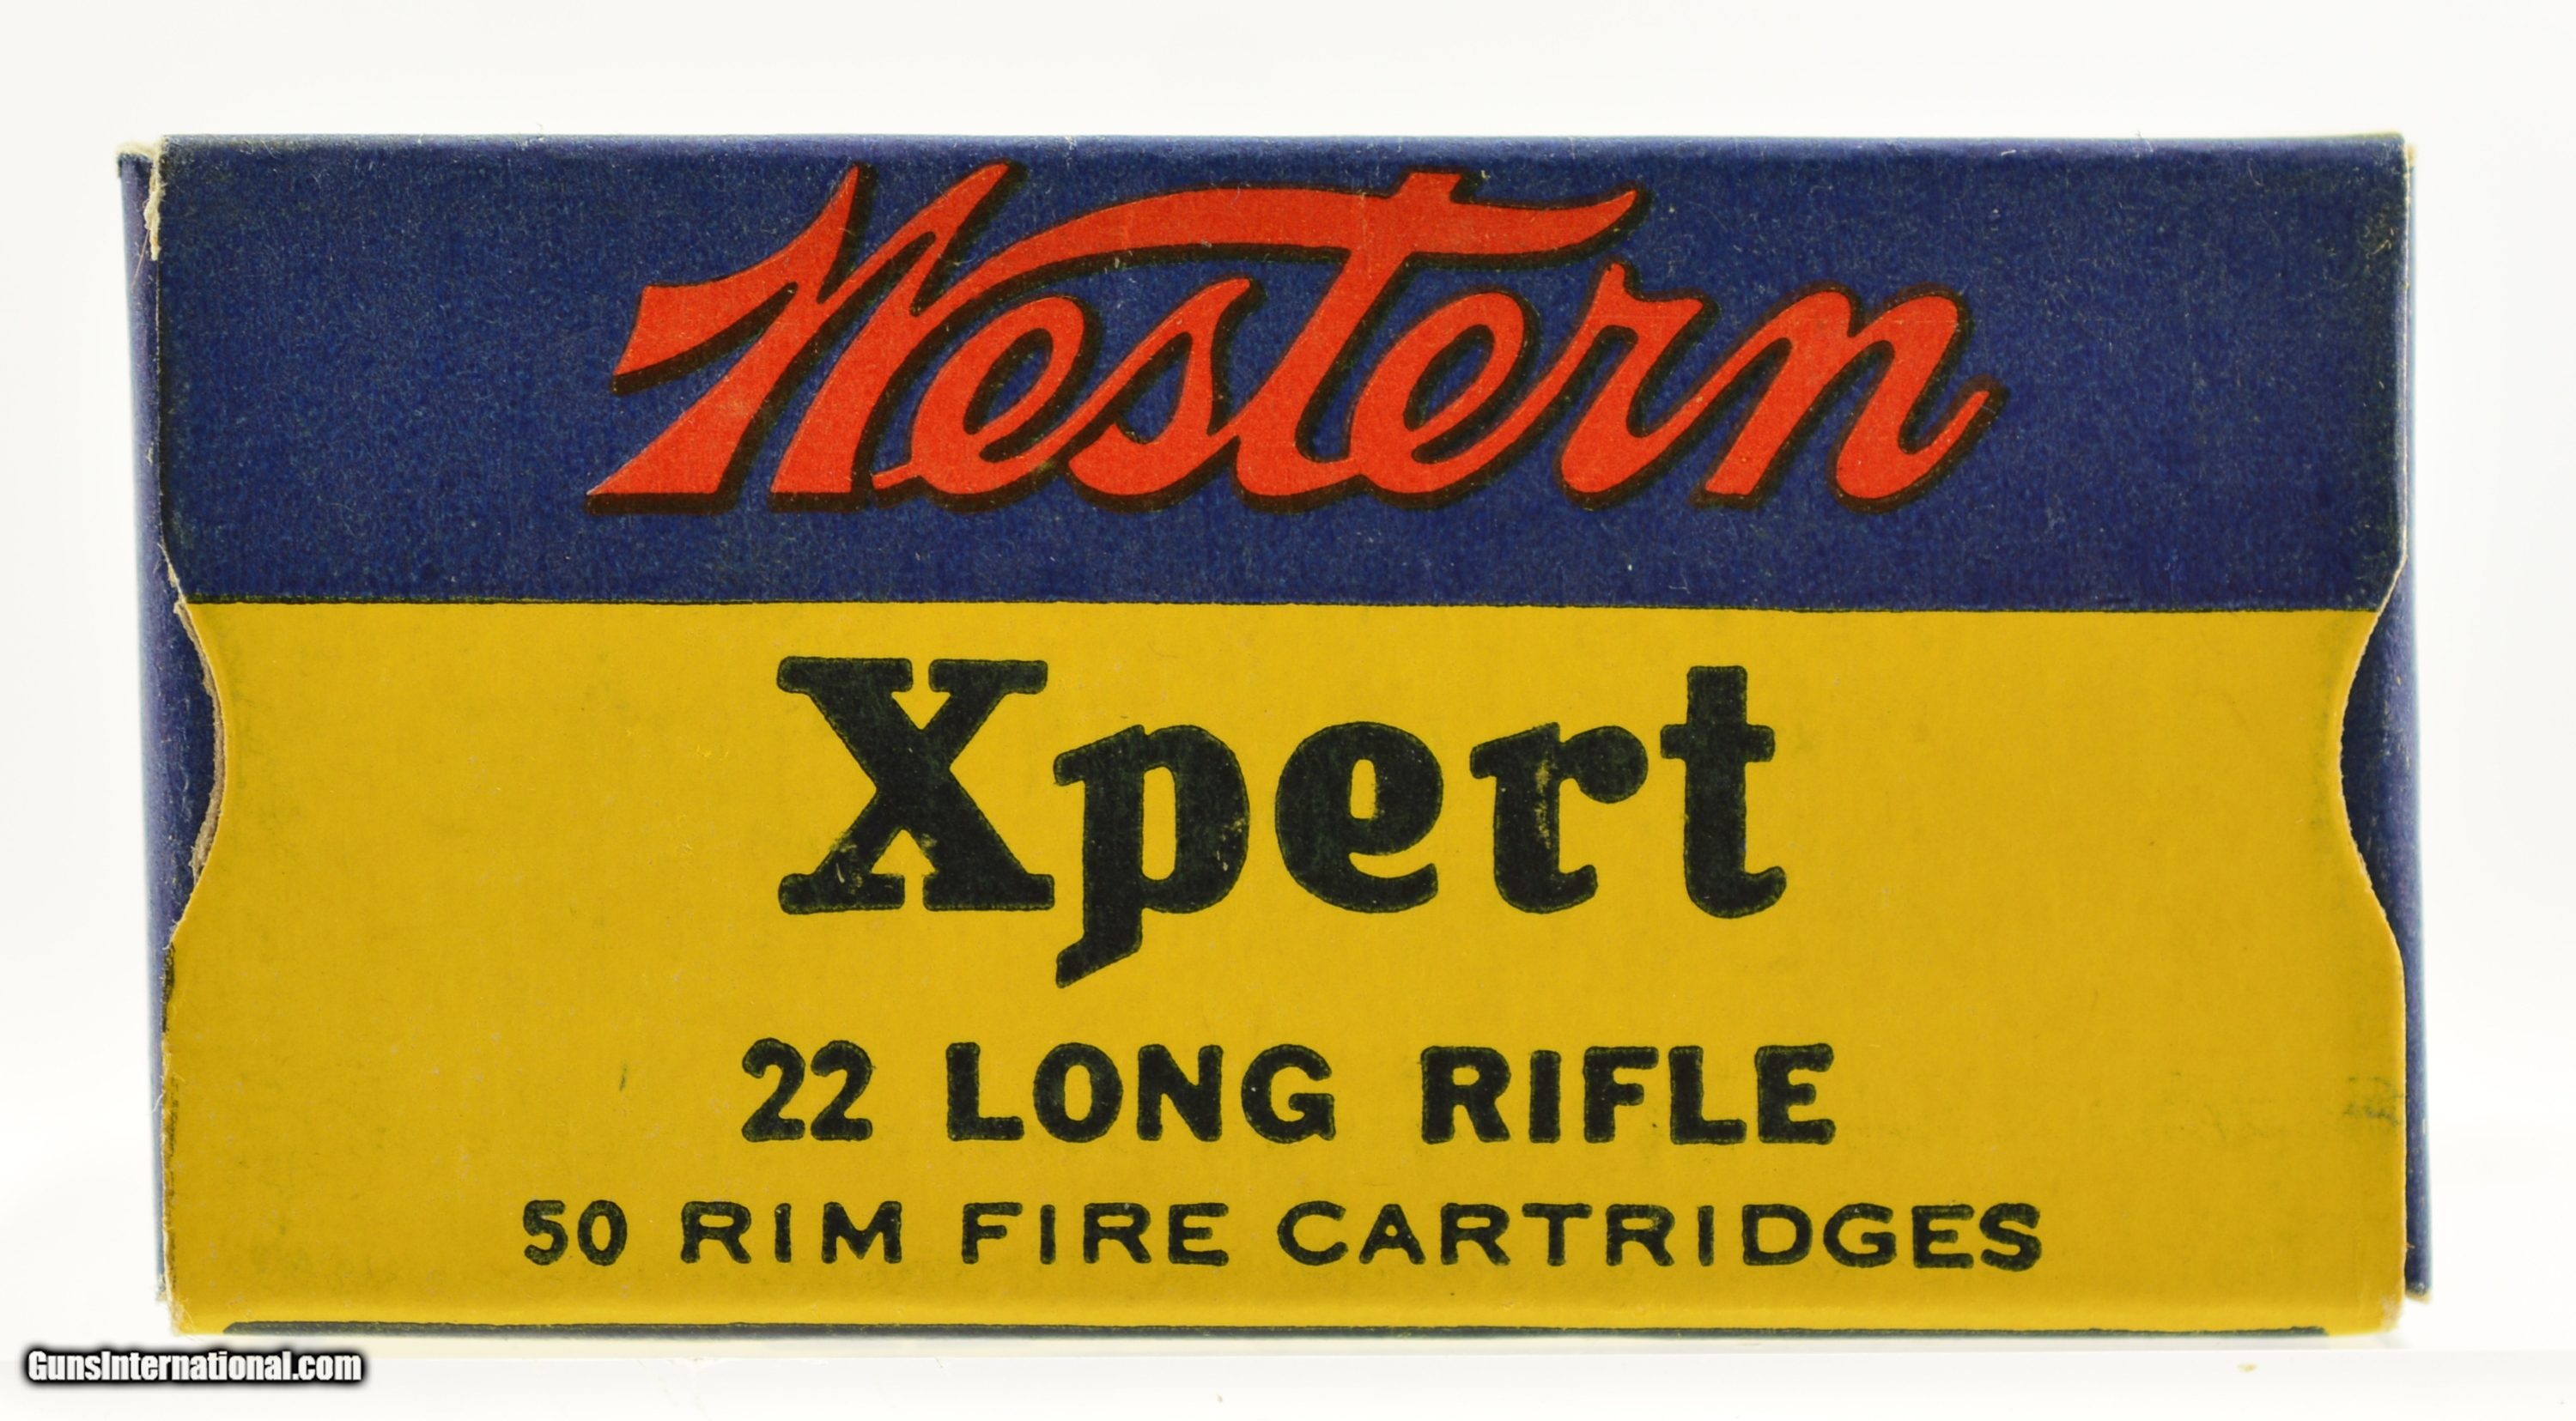 Western
Xpert
22 LONG RIFLE
50 RIM FIRE CARTRIDGES
GunsInternational.com